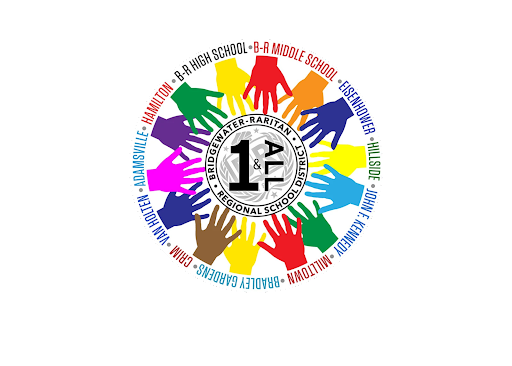 B-R HIGH SCHOOL • B-R MIDDLE SCHOOL • EISENHOWER • HILLSIDE • JOHN F. KENNEDY • MILLTOWN • BRADLEY GARDENS • CRIM • VAN HOLTEN • ADAMSVILLE • HAMILTON •
• BRIDGEWATER-RARITAN •
REGIONAL SCHOOL DISTRICT
1 & ALL